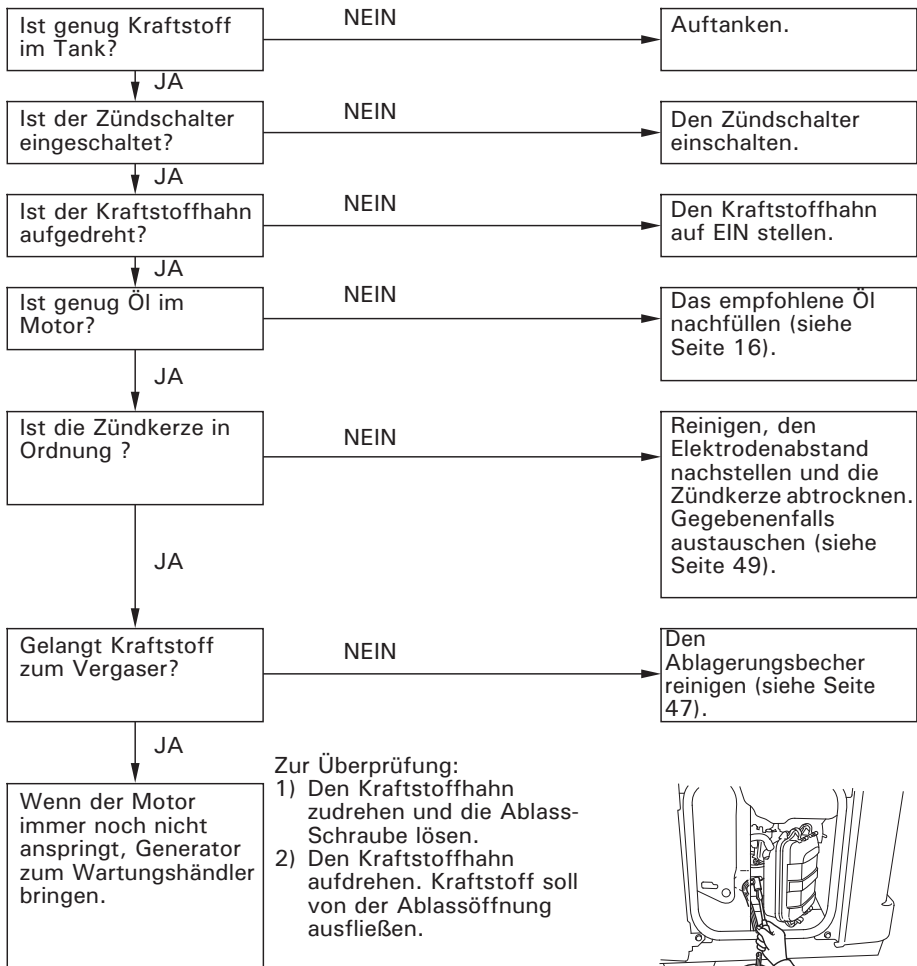 Ist genug Kraftstoff
im Tank?
NEIN
Auftanken.
JA
Ist der Zündschalter
eingeschaltet?
NEIN
Den Zündschalter
einschalten.
JA
Ist der Kraftstoffhahn
aufgedreht?
NEIN
Den Kraftstoffhahn
auf EIN stellen.
JA
Ist genug Öl im
Motor?
NEIN
Das empfohlene Öl
nachfüllen (siehe
Seite 16).
JA
Ist die Zündkerze in
Ordnung ?
NEIN
Reinigen, den
Elektrodenabstand
nachstellen und die
Zündkerze abtrocknen.
Gegebenenfalls
austauschen (siehe
Seite 49).
JA
Gelangt Kraftstoff
zum Vergaser?
NEIN
Den
Ablagerungsbecher
reinigen (siehe Seite
47).
JA
Wenn der Motor
immer noch nicht
anspringt, Generator
zum Wartungshändler
bringen.
Zur Überprüfung:
1) Den Kraftstoffhahn
zudrehen und die Ablass-
Schraube lösen.
2) Den Kraftstoffhahn
aufdrehen. Kraftstoff soll
von der Ablassöffnung
ausfließen.